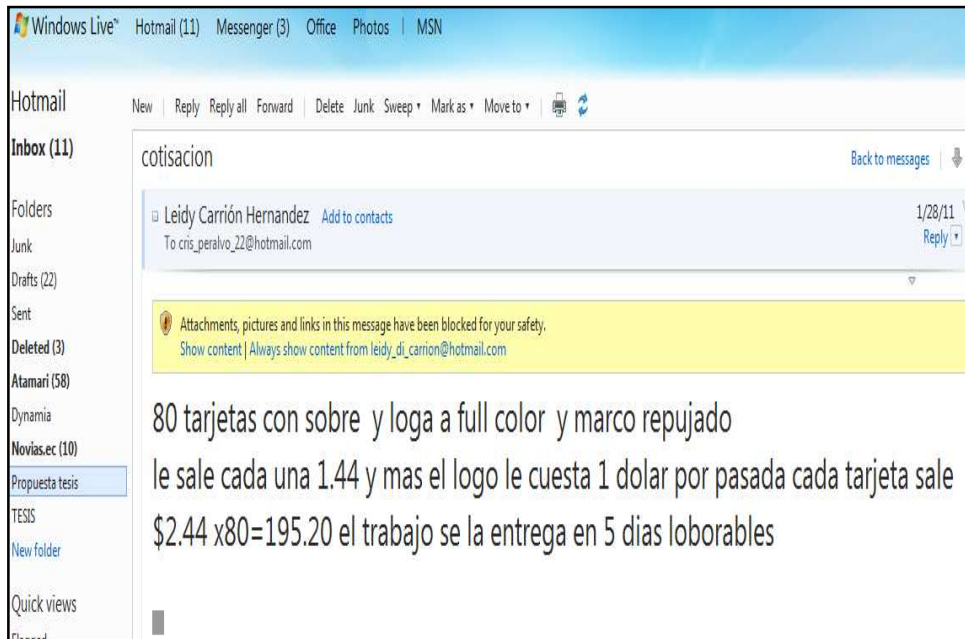 Windows Live™ Hotmail (11) Messenger (3) Office Photos | MSN
Hotmail
New | Reply Reply all Forward | Delete Junk Sweep Mark as Move to
Inbox (11)
cotisacion
Back to messages
Folders
Leidy Carrión Hernandez Add to contacts
1/28/11
Junk
To cris_peralvo_22@hotmail.com
Reply
Drafts (22)
Sent
Attachments, pictures and links in this message have been blocked for your safety.
Deleted (3)
Show content | Always show content from leidy_di_carrion@hotmail.com
Atamari (58)
Dynamia
80 tarjetas con sobre y loga a full color y marco repujado
Novias.ec (10)
Propuesta tesis
le sale cada una 1.44 y mas el logo le cuesta 1 dolar por pasada cada tarjeta sale
TESIS
$2.44 x80=195.20 el trabajo se la entrega en 5 dias loborables
New folder
Quick views